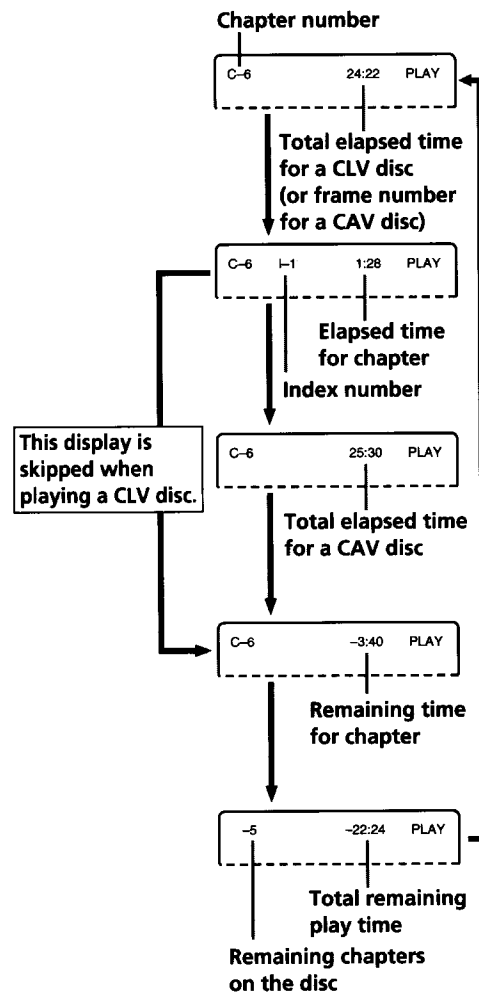 Chapter number
C–6 24:22 PLAY
Total elapsed time
for a CLV disc
(or frame number
for a CAV disc)
C–6 I–1 1:28 PLAY
Elapsed time
for chapter
Index number
This display is
skipped when
playing a CLV disc.
C–6 25:30 PLAY
Total elapsed time
for a CAV disc
C–6 –3:40 PLAY
Remaining time
for chapter
–5 –22:24 PLAY
Total remaining
play time
Remaining chapters
on the disc